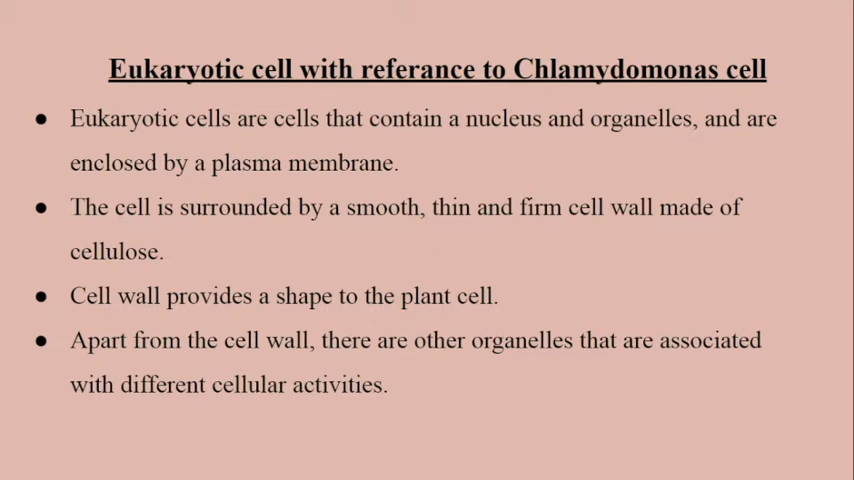 Eukaryotic cell with referance to Chlamydomonas cell
● Eukaryotic cells are cells that contain a nucleus and organelles, and are
enclosed by a plasma membrane.
● The cell is surrounded by a smooth, thin and firm cell wall made of
cellulose.
● Cell wall provides a shape to the plant cell.
● Apart from the cell wall, there are other organelles that are associated
with different cellular activities.